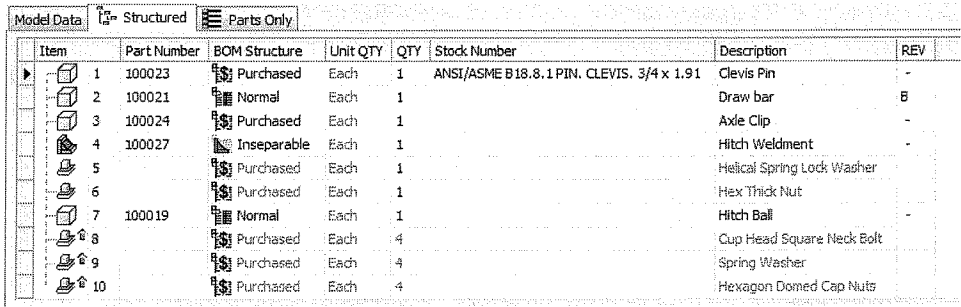 Model Data Structured Parts Only
Item Part Number BOM Structure Unit QTY QTY Stock Number Description REV
1 100023 Purchased Each 1 ANSI/ASME B18.8.1 PIN. CLEVIS. 3/4 x 1.91 Clevis Pin -
2 100021 Normal Each 1 Draw bar B
3 100024 Purchased Each 1 Axle Clip -
4 100027 Inseparable Each 1 Hitch Weldment -
5 Purchased Each 1 Helical Spring Lock Washer
6 Purchased Each 1 Hex Thick Nut
7 100019 Normal Each 1 Hitch Ball -
8 Purchased Each 4 Cup Head Square Neck Bolt
9 Purchased Each 4 Spring Washer
10 Purchased Each 4 Hexagon Domed Cap Nuts